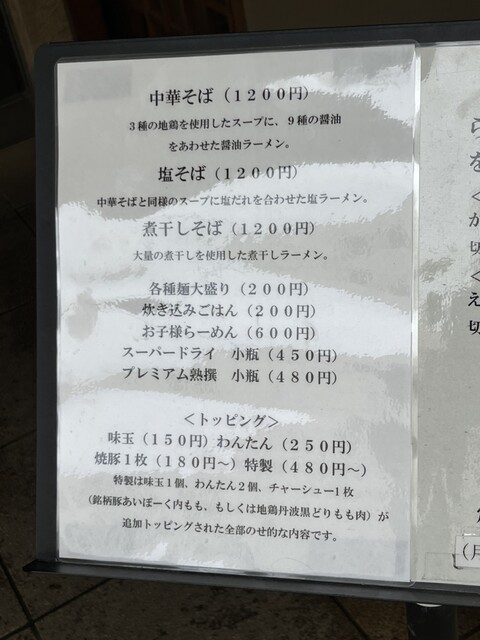 中華そば（１２００円）
３種の地鶏を使用したスープに、９種の醤油
をあわせた醤油ラーメン。
塩そば（１２００円）
中華そばと同様のスープに塩だれを合わせた塩ラーメン。
煮干しそば（１２００円）
大量の煮干しを使用した煮干しラーメン。
各種麺大盛り（２００円）
炊き込みごはん（２００円）
お子様らーめん（６００円）
スーパードライ　小瓶（４５０円）
プレミアム熟撰　小瓶（４８０円）
＜トッピング＞
味玉（１５０円）わんたん（２５０円）
焼豚１枚（１８０円～）特製（４８０円～）
特製は味玉１個、わんたん２個、チャーシュー１枚
（銘柄豚あいぽーく内もも、もしくは地鶏丹波黒どりもも肉）が
追加トッピングされた全部のせ的な内容です。
ら
を
＜
か
切
＜
え
切
（月